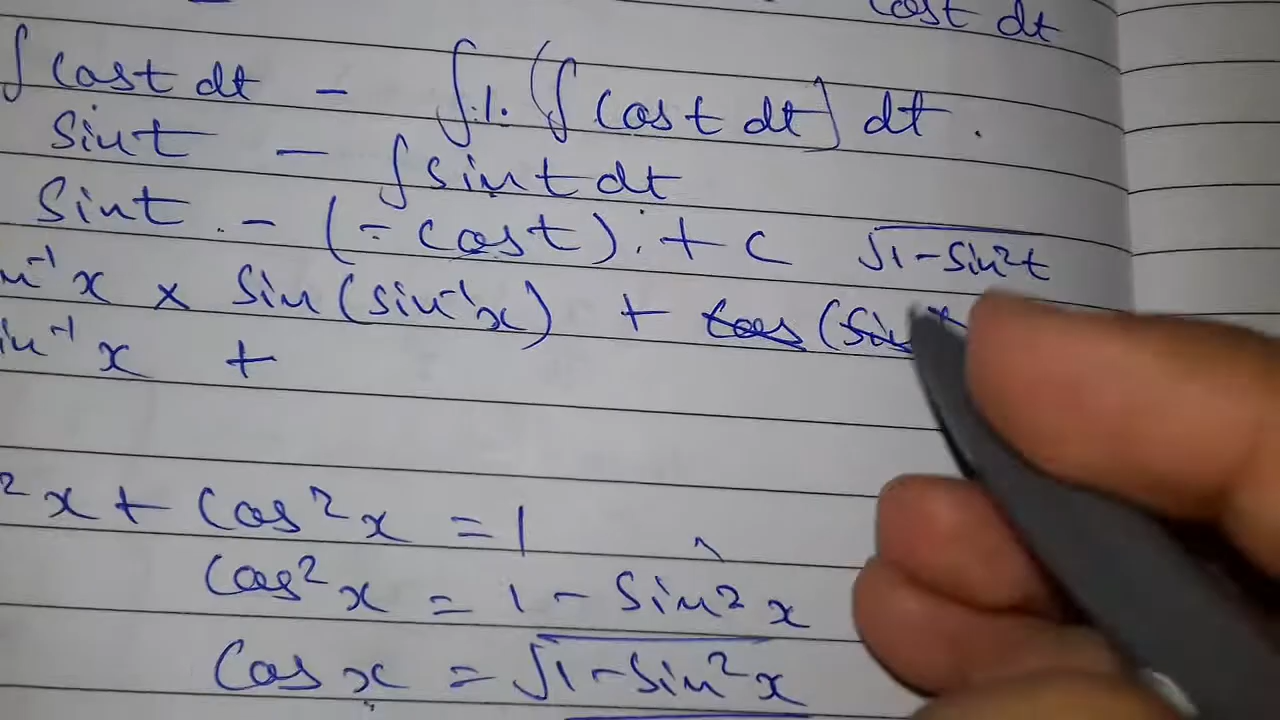 cost dt
∫ cost dt − ∫ 1. (∫ cost dt] dt.
Sint − ∫ sint dt
Sint − (− cost) + c √1−sin²t
x × Sin (sin⁻¹x) + cos (sin
x +
²x + Cos²x = 1
Cos²x = 1 − Sin²x
Cos x = √1−sin²x